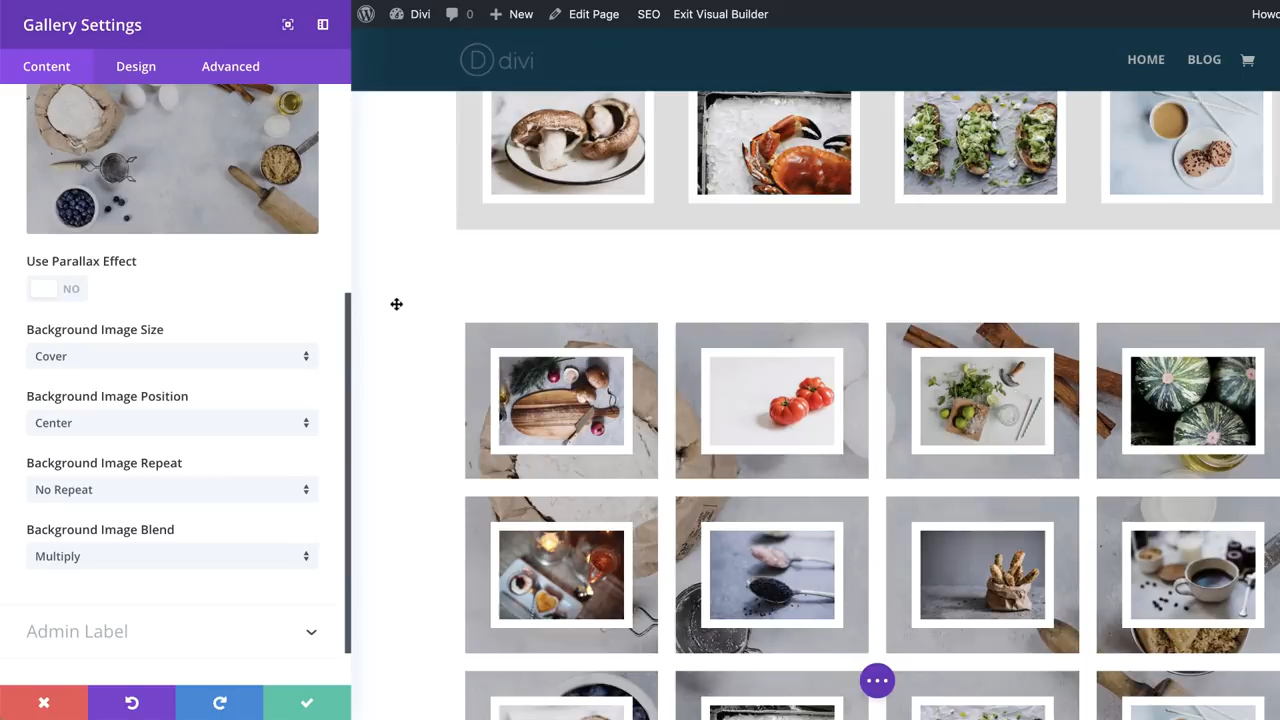 Gallery Settings
Content
Design
Advanced
Use Parallax Effect
NO
Background Image Size
Cover
Background Image Position
Center
Background Image Repeat
No Repeat
Background Image Blend
Multiply
Admin Label
Divi
0
New
Edit Page
SEO
Exit Visual Builder
Howd
D divi
HOME
BLOG